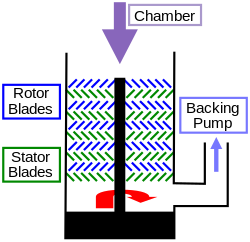 Chamber
Rotor
Blades
Backing
Pump
Stator
Blades